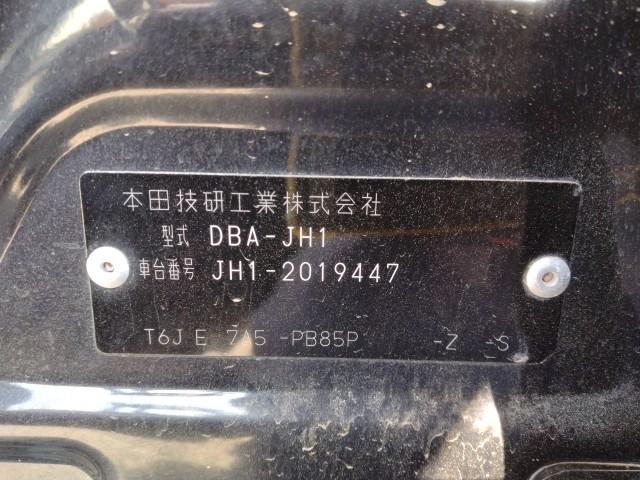 本田技研工業株式会社
型式 DBA-JH1
車台番号 JH1-2019447
T6J E 7A5 -PB85P -Z -S